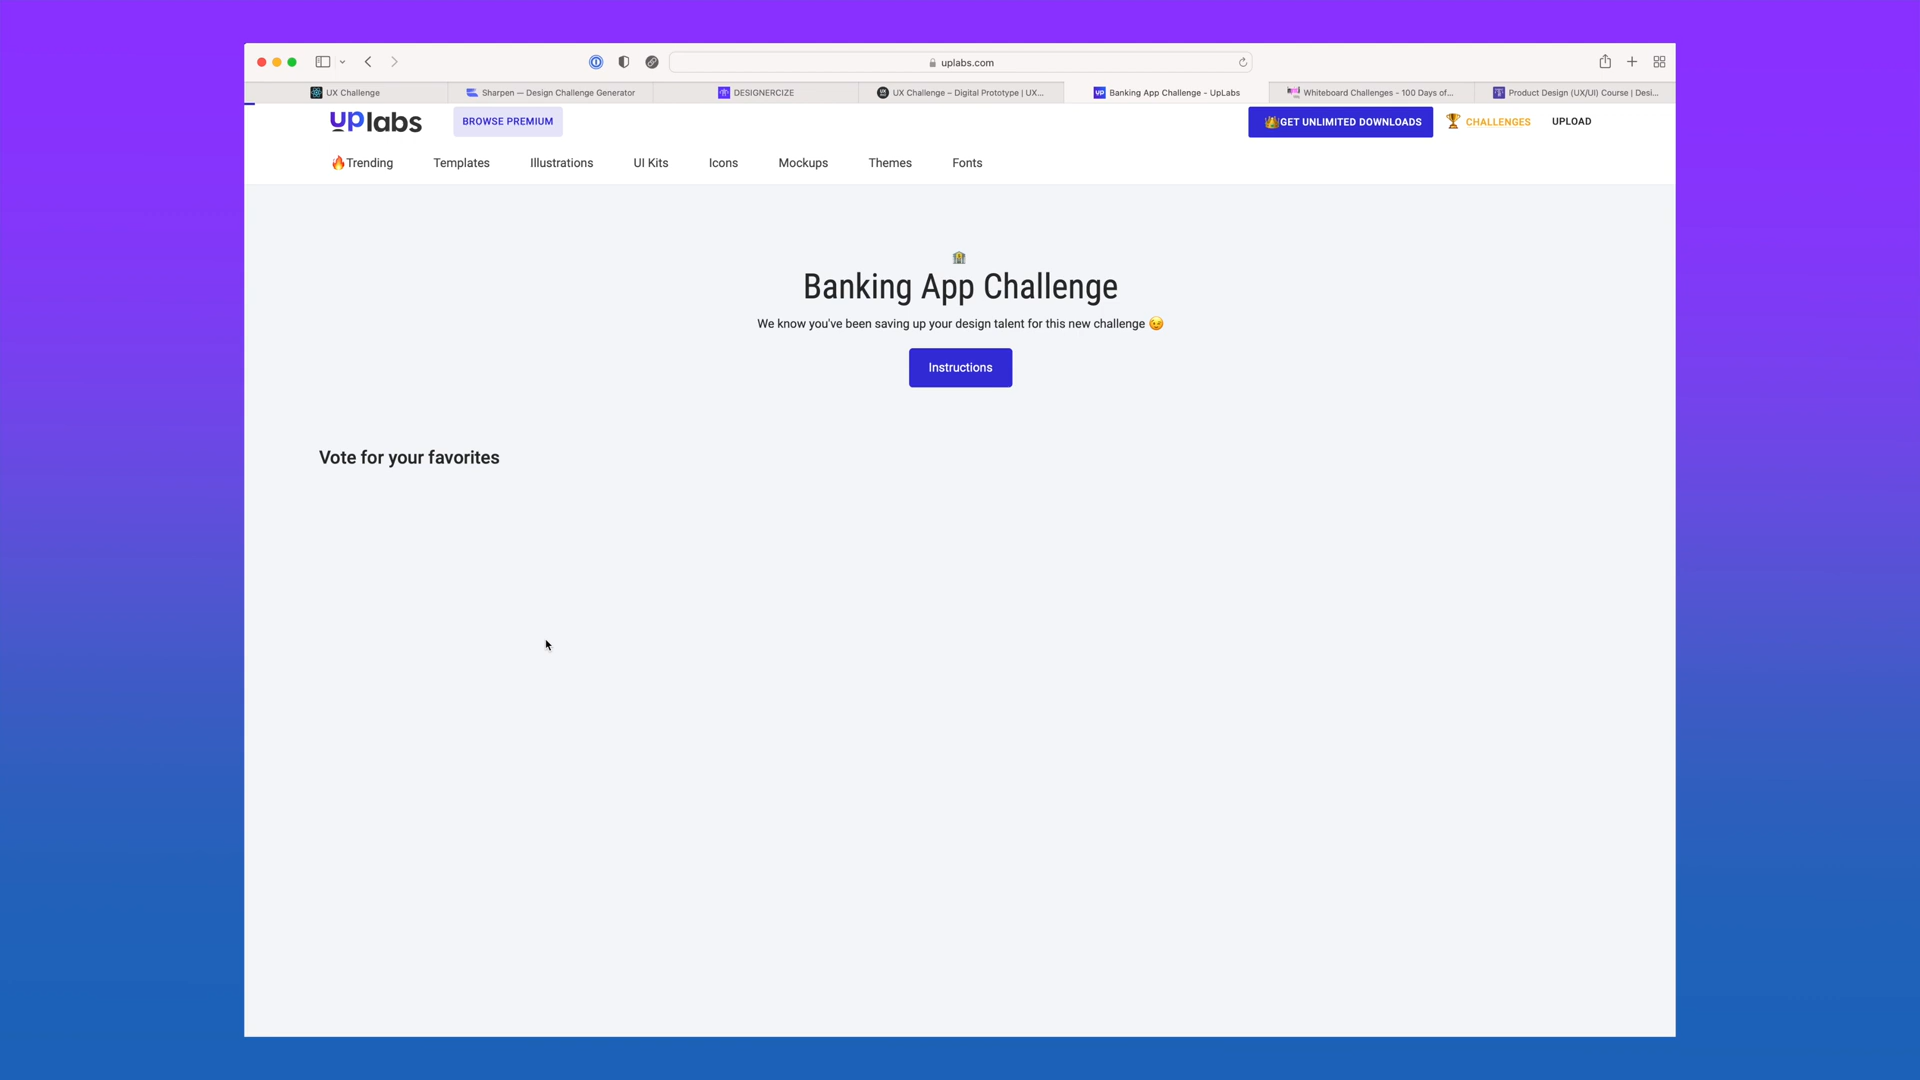 uplabs.com
UX Challenge
Sharpen — Design Challenge Generator
DESIGNERCIZE
UX Challenge – Digital Prototype | UX...
Banking App Challenge - UpLabs
Whiteboard Challenges - 100 Days of...
Product Design (UX/UI) Course | Desi...
uplabs
BROWSE PREMIUM
GET UNLIMITED DOWNLOADS
CHALLENGES
UPLOAD
Trending
Templates
Illustrations
UI Kits
Icons
Mockups
Themes
Fonts
Banking App Challenge
We know you've been saving up your design talent for this new challenge 😉
Instructions
Vote for your favorites